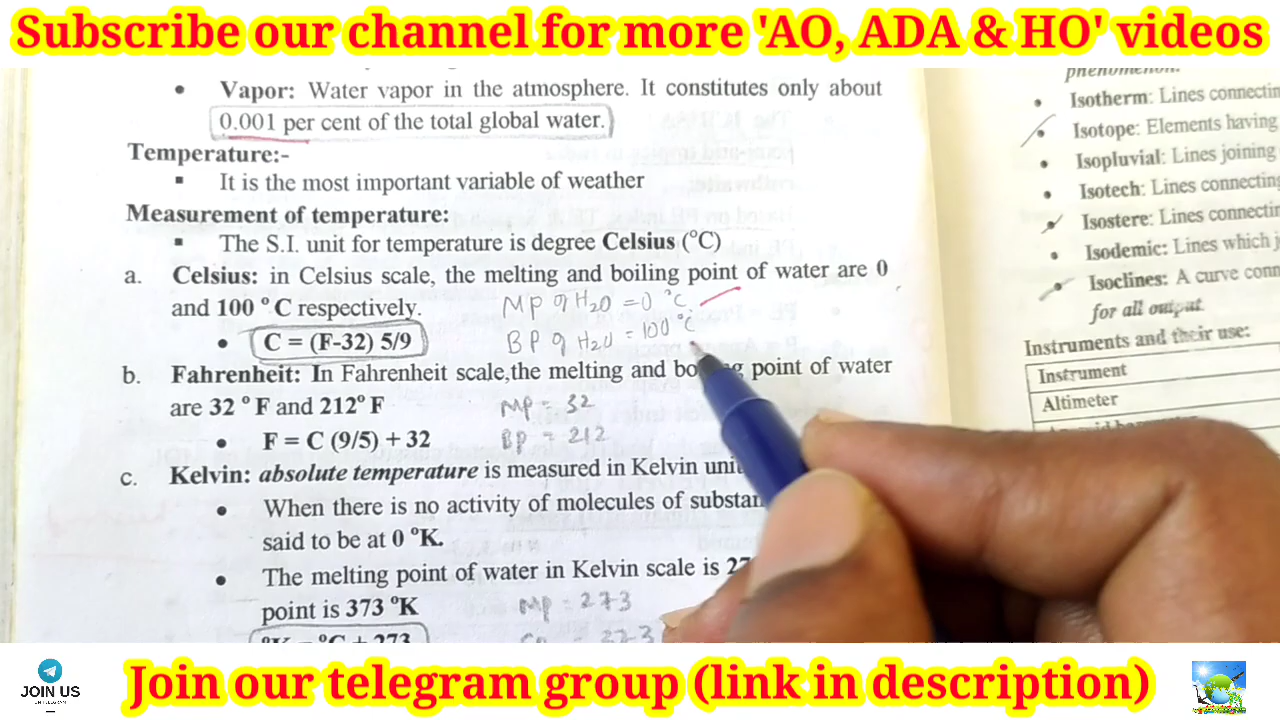 Subscribe our channel for more 'AO, ADA & HO' videos
Vapor: Water vapor in the atmosphere. It constitutes only about
0.001 per cent of the total global water.
Temperature:-
It is the most important variable of weather
Measurement of temperature:
The S.I. unit for temperature is degree Celsius (°C)
a. Celsius: in Celsius scale, the melting and boiling point of water are 0
and 100 °C respectively.
MP of H2O = 0 °C
C = (F-32) 5/9
BP of H2O = 100 °C
b. Fahrenheit: In Fahrenheit scale,the melting and point of water
are 32 °F and 212° F
MP = 32
F = C (9/5) + 32
BP = 212
c. Kelvin: absolute temperature is measured in Kelvin
When there is no activity of molecules of
said to be at 0 °K.
The melting point of water in Kelvin scale is
point is 373 °K
MP = 273
°K = °C + 273
phenomenon.
Isotherm: Lines
Isotope: Elements having
Isopluvial: Lines joining
Isotech: Lines
Isostere: Lines
Isodemic: Lines which
Isoclines: A curve
for all output.
Instruments and their use:
Instrument
Altimeter
JOIN US
Join our telegram group (link in description)